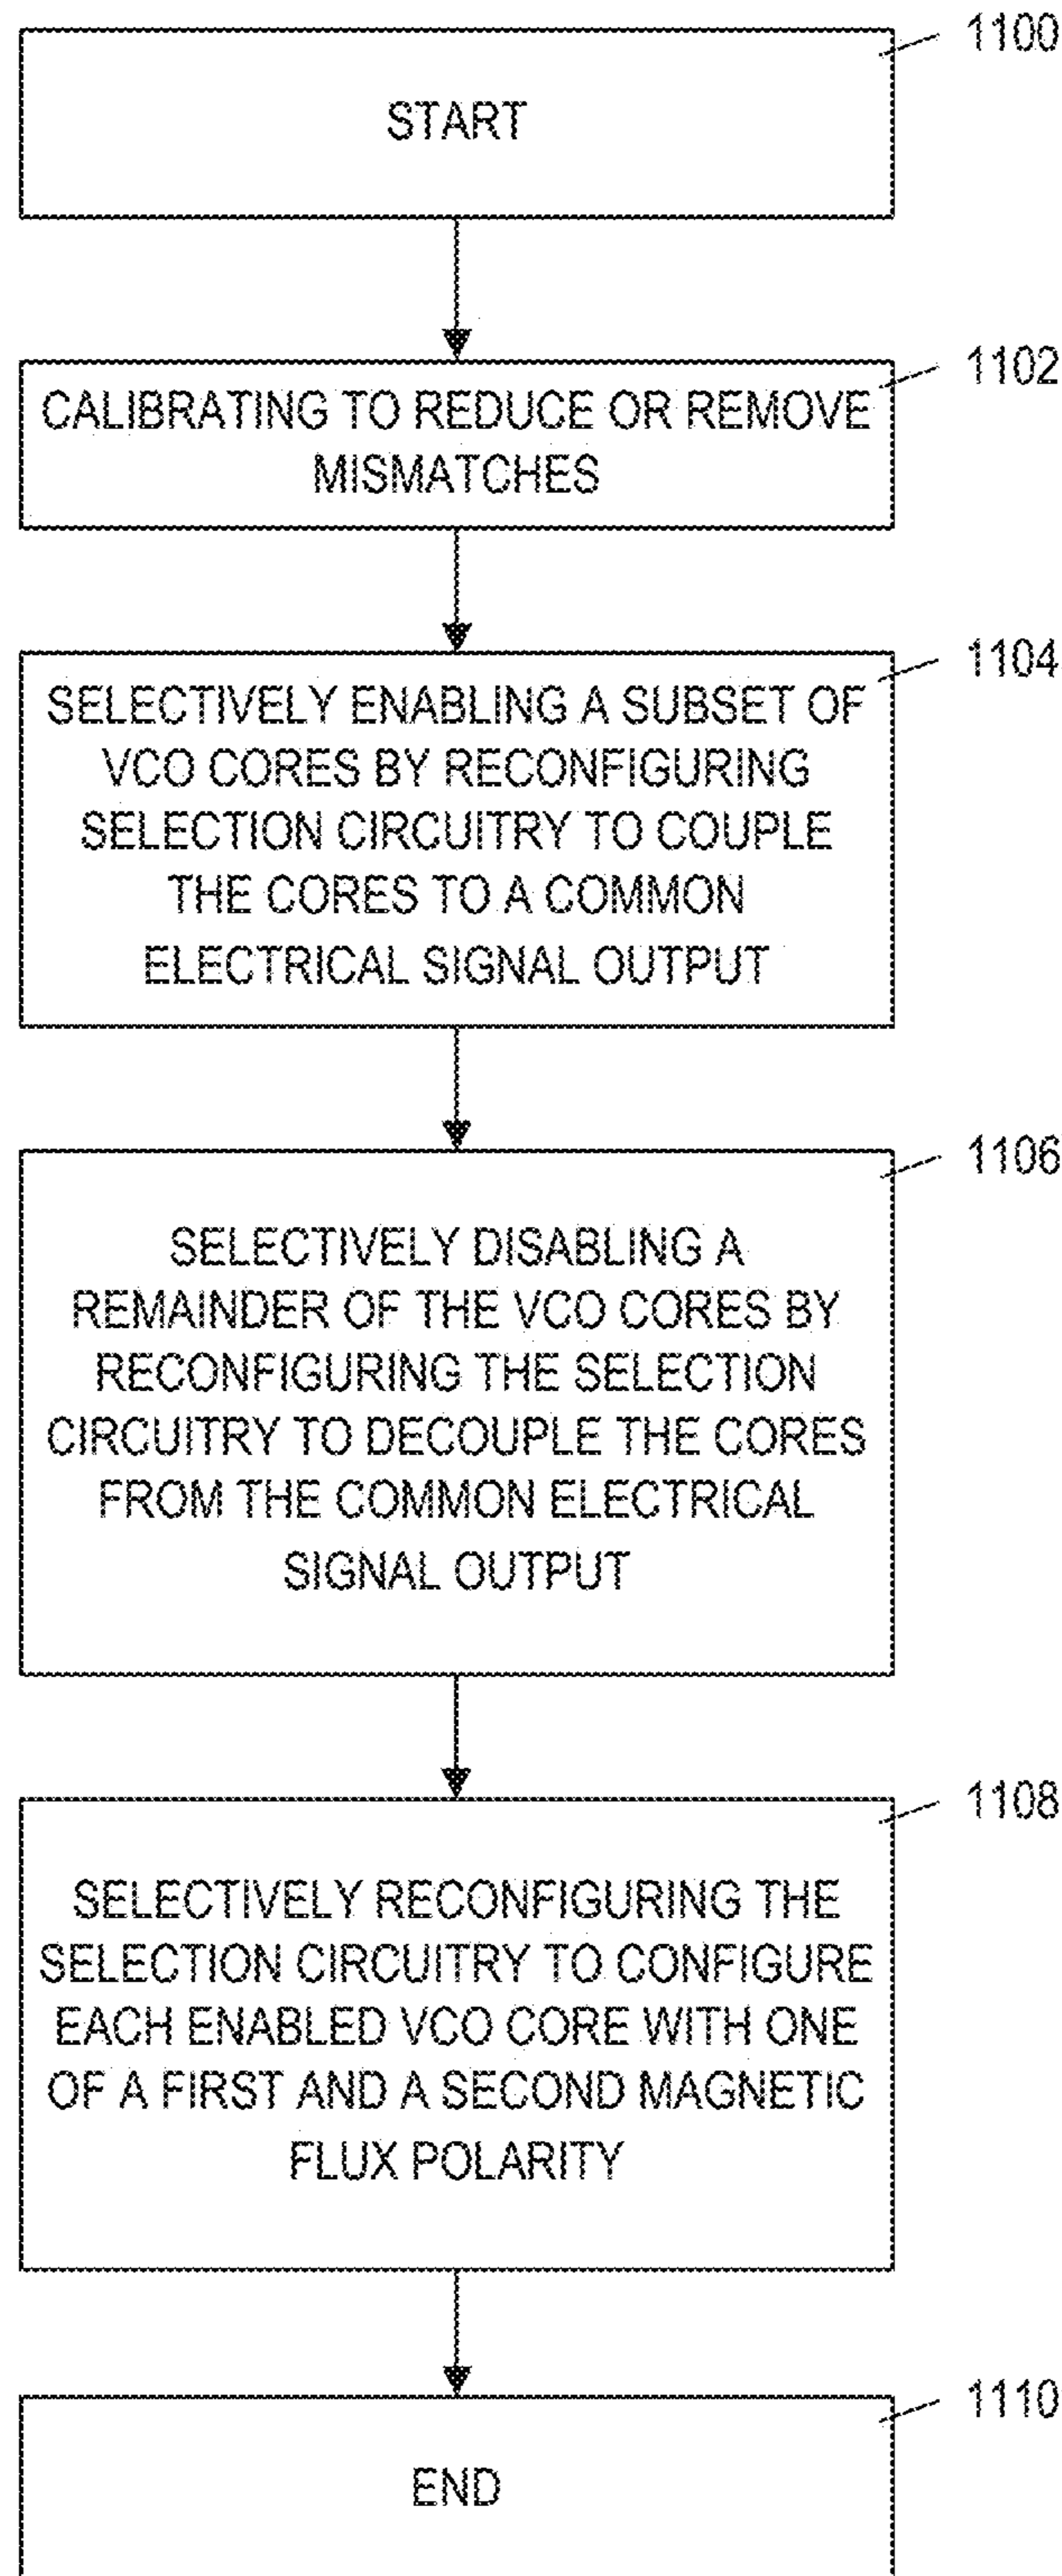 1100
START
1102
CALIBRATING TO REDUCE OR REMOVE
MISMATCHES
1104
SELECTIVELY ENABLING A SUBSET OF
VCO CORES BY RECONFIGURING
SELECTION CIRCUITRY TO COUPLE
THE CORES TO A COMMON
ELECTRICAL SIGNAL OUTPUT
1106
SELECTIVELY DISABLING A
REMAINDER OF THE VCO CORES BY
RECONFIGURING THE SELECTION
CIRCUITRY TO DECOUPLE THE CORES
FROM THE COMMON ELECTRICAL
SIGNAL OUTPUT
1108
SELECTIVELY RECONFIGURING THE
SELECTION CIRCUITRY TO CONFIGURE
EACH ENABLED VCO CORE WITH ONE
OF A FIRST AND A SECOND MAGNETIC
FLUX POLARITY
1110
END